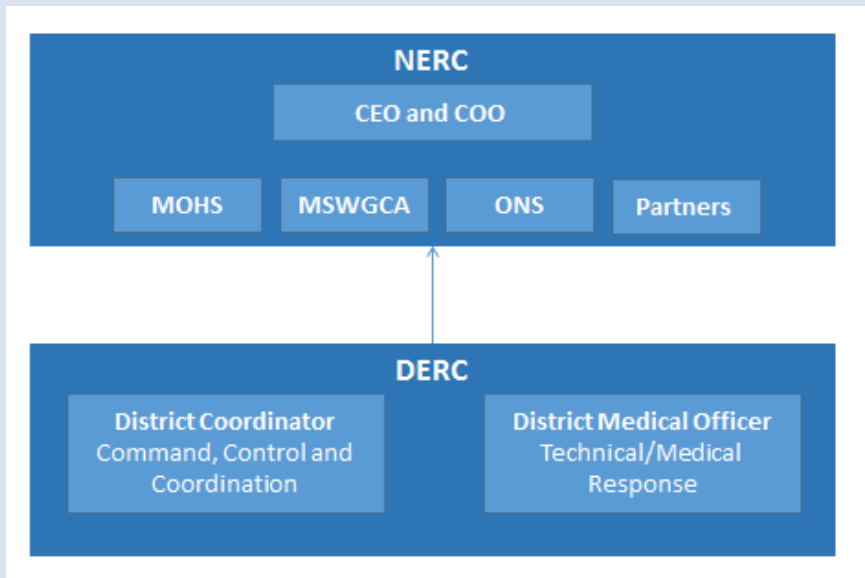 NERC
CEO and COO
MOHS
MSWGCA
ONS
Partners
DERC
District Coordinator
Command, Control and
Coordination
District Medical Officer
Technical/Medical
Response